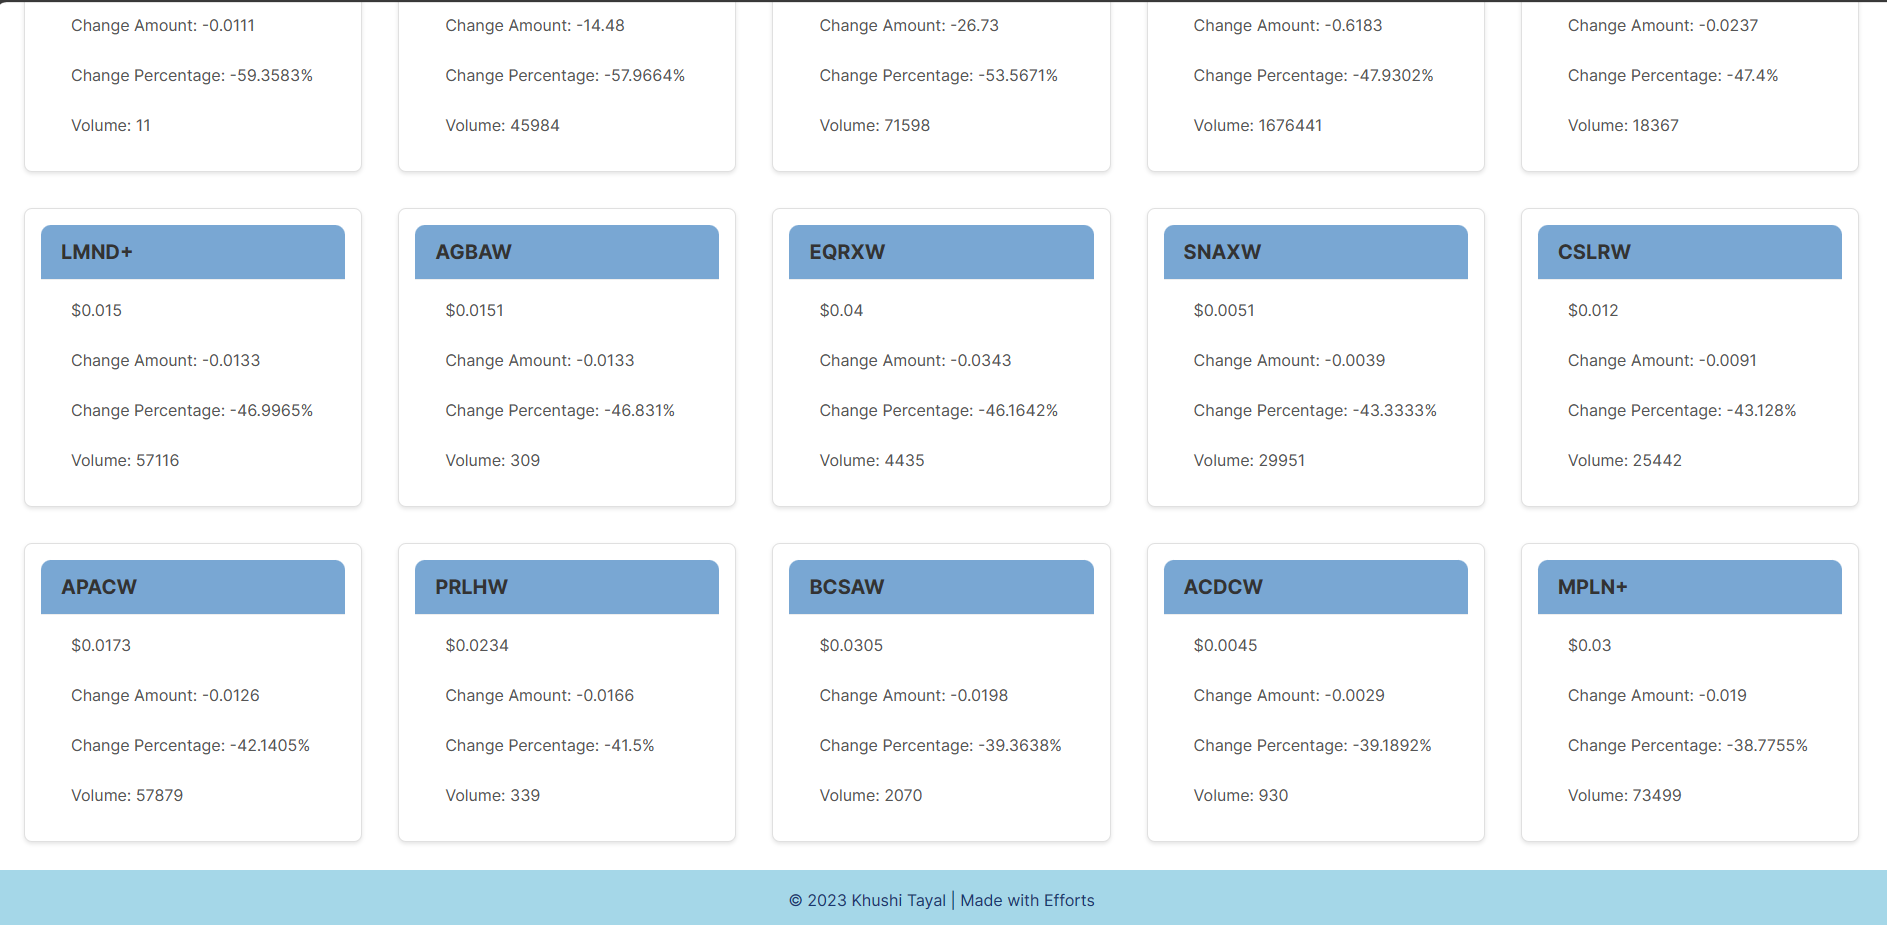 Change Amount: -0.0111
Change Percentage: -59.3583%
Volume: 11
Change Amount: -14.48
Change Percentage: -57.9664%
Volume: 45984
Change Amount: -26.73
Change Percentage: -53.5671%
Volume: 71598
Change Amount: -0.6183
Change Percentage: -47.9302%
Volume: 1676441
Change Amount: -0.0237
Change Percentage: -47.4%
Volume: 18367
LMND+
$0.015
Change Amount: -0.0133
Change Percentage: -46.9965%
Volume: 57116
AGBAW
$0.0151
Change Amount: -0.0133
Change Percentage: -46.831%
Volume: 309
EQRXW
$0.04
Change Amount: -0.0343
Change Percentage: -46.1642%
Volume: 4435
SNAXW
$0.0051
Change Amount: -0.0039
Change Percentage: -43.3333%
Volume: 29951
CSLRW
$0.012
Change Amount: -0.0091
Change Percentage: -43.128%
Volume: 25442
APACW
$0.0173
Change Amount: -0.0126
Change Percentage: -42.1405%
Volume: 57879
PRLHW
$0.0234
Change Amount: -0.0166
Change Percentage: -41.5%
Volume: 339
BCSAW
$0.0305
Change Amount: -0.0198
Change Percentage: -39.3638%
Volume: 2070
ACDCW
$0.0045
Change Amount: -0.0029
Change Percentage: -39.1892%
Volume: 930
MPLN+
$0.03
Change Amount: -0.019
Change Percentage: -38.7755%
Volume: 73499
© 2023 Khushi Tayal | Made with Efforts